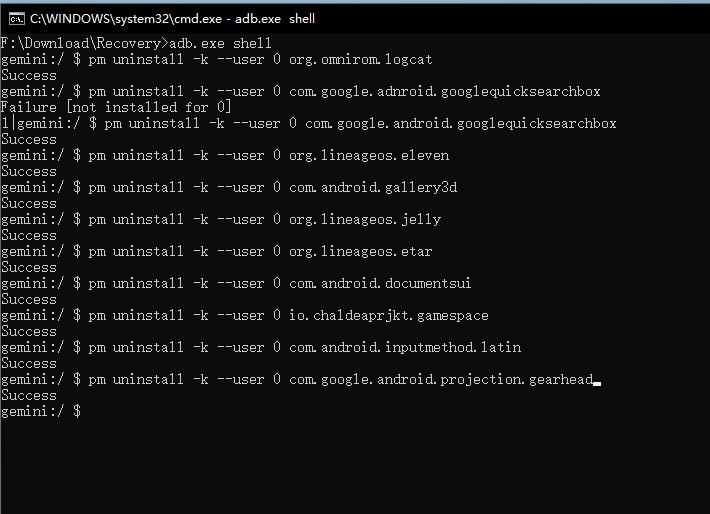 C:\WINDOWS\system32\cmd.exe - adb.exe shell
F:\Download\Recovery>adb.exe shell
gemini:/ $ pm uninstall -k --user 0 org.omnirom.logcat
Success
gemini:/ $ pm uninstall -k --user 0 com.google.adnroid.googlequicksearchbox
Failure [not installed for 0]
1|gemini:/ $ pm uninstall -k --user 0 com.google.android.googlequicksearchbox
Success
gemini:/ $ pm uninstall -k --user 0 org.lineageos.eleven
Success
gemini:/ $ pm uninstall -k --user 0 com.android.gallery3d
Success
gemini:/ $ pm uninstall -k --user 0 org.lineageos.jelly
Success
gemini:/ $ pm uninstall -k --user 0 org.lineageos.etar
Success
gemini:/ $ pm uninstall -k --user 0 com.android.documentsui
Success
gemini:/ $ pm uninstall -k --user 0 io.chaldeaprjkt.gamespace
Success
gemini:/ $ pm uninstall -k --user 0 com.android.inputmethod.latin
Success
gemini:/ $ pm uninstall -k --user 0 com.google.android.projection.gearhead
Success
gemini:/ $